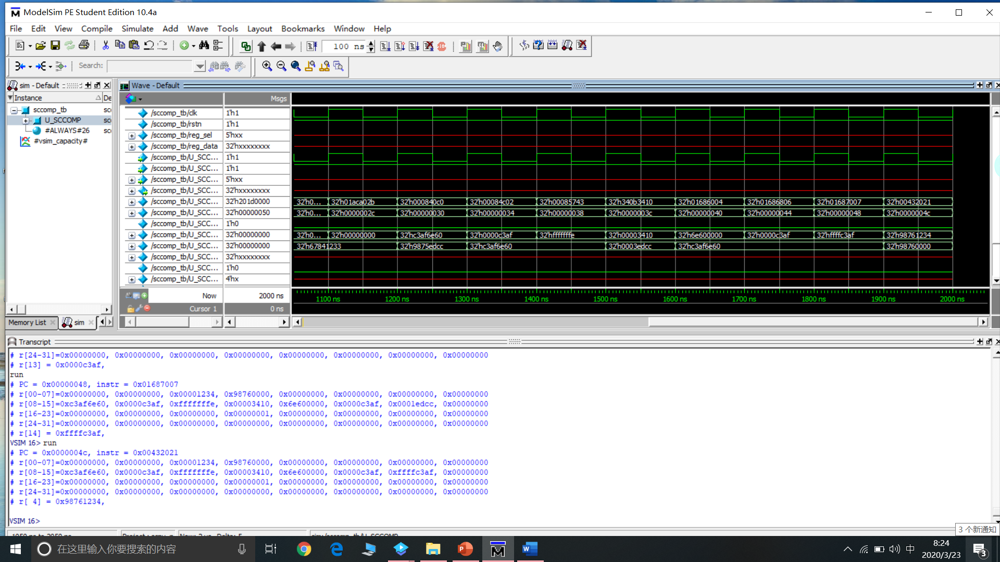 ModelSim PE Student Edition 10.4a
File Edit View Compile Simulate Add Wave Tools Layout Bookmarks Window Help
100 ns
Search:
sim - Default
Wave - Default
Instance De
Msgs
sccomp_tb sc
U_SCCOMP sc
#ALWAYS#26 sc
#vsim_capacity#
/sccomp_tb/clk 1'h1
/sccomp_tb/rstn 1'h1
/sccomp_tb/reg_sel 5'hxx
/sccomp_tb/reg_data 32'hxxxxxxxx
/sccomp_tb/U_SCC... 1'h1
/sccomp_tb/U_SCC... 1'h1
/sccomp_tb/U_SCC... 5'hxx
/sccomp_tb/U_SCC... 32'hxxxxxxxx
/sccomp_tb/U_SCC... 32'h201d0000 32'h0... 32'h01aca02b 32'h000840c0 32'h00084c02 32'h00085743 32'h340b3410 32'h01686004 32'h01686806 32'h01687007 32'h00432021
/sccomp_tb/U_SCC... 32'h00000050 32'h0... 32'h0000002c 32'h00000030 32'h00000034 32'h00000038 32'h0000003c 32'h00000040 32'h00000044 32'h00000048 32'h0000004c
/sccomp_tb/U_SCC... 1'h0
/sccomp_tb/U_SCC... 32'h00000000 32'h0... 32'h00000000 32'hc3af6e60 32'h0000c3af 32'hfffffffe 32'h00003410 32'h6e600000 32'h0000c3af 32'hffffc3af 32'h98761234
/sccomp_tb/U_SCC... 32'h00000000 32'h67841233 32'h9875edcc 32'hc3af6e60 32'h0003edcc 32'hc3af6e60 32'h98760000
/sccomp_tb/U_SCC... 32'hxxxxxxxx
/sccomp_tb/U_SCC... 1'h0
/sccomp_tb/U_SCC... 4'hx
Now 2000 ns
1100 ns 1200 ns 1300 ns 1400 ns 1500 ns 1600 ns 1700 ns 1800 ns 1900 ns 2000 ns
Cursor 1 0 ns
Memory List sim
Transcript
# r[24-31]=0x00000000, 0x00000000, 0x00000000, 0x00000000, 0x00000000, 0x00000000, 0x00000000, 0x00000000
# r[13] = 0x0000c3af,
run
# PC = 0x00000048, instr = 0x01687007
# r[00-07]=0x00000000, 0x00000000, 0x00001234, 0x98760000, 0x00000000, 0x00000000, 0x00000000, 0x00000000
# r[08-15]=0xc3af6e60, 0x0000c3af, 0xfffffffe, 0x00003410, 0x6e600000, 0x0000c3af, 0x0001edcc, 0x00000000
# r[16-23]=0x00000000, 0x00000000, 0x00000000, 0x00000001, 0x00000000, 0x00000000, 0x00000000, 0x00000000
# r[24-31]=0x00000000, 0x00000000, 0x00000000, 0x00000000, 0x00000000, 0x00000000, 0x00000000, 0x00000000
# r[14] = 0xffffc3af,
VSIM 16> run
# PC = 0x0000004c, instr = 0x00432021
# r[00-07]=0x00000000, 0x00000000, 0x00001234, 0x98760000, 0x00000000, 0x00000000, 0x00000000, 0x00000000
# r[08-15]=0xc3af6e60, 0x0000c3af, 0xfffffffe, 0x00003410, 0x6e600000, 0x0000c3af, 0xffffc3af, 0x00000000
# r[16-23]=0x00000000, 0x00000000, 0x00000000, 0x00000001, 0x00000000, 0x00000000, 0x00000000, 0x00000000
# r[24-31]=0x00000000, 0x00000000, 0x00000000, 0x00000000, 0x00000000, 0x00000000, 0x00000000, 0x00000000
# r[ 4] = 0x98761234,
VSIM 16>
3 个新通知
在这里输入你要搜索的内容
中
8:24
2020/3/23
3